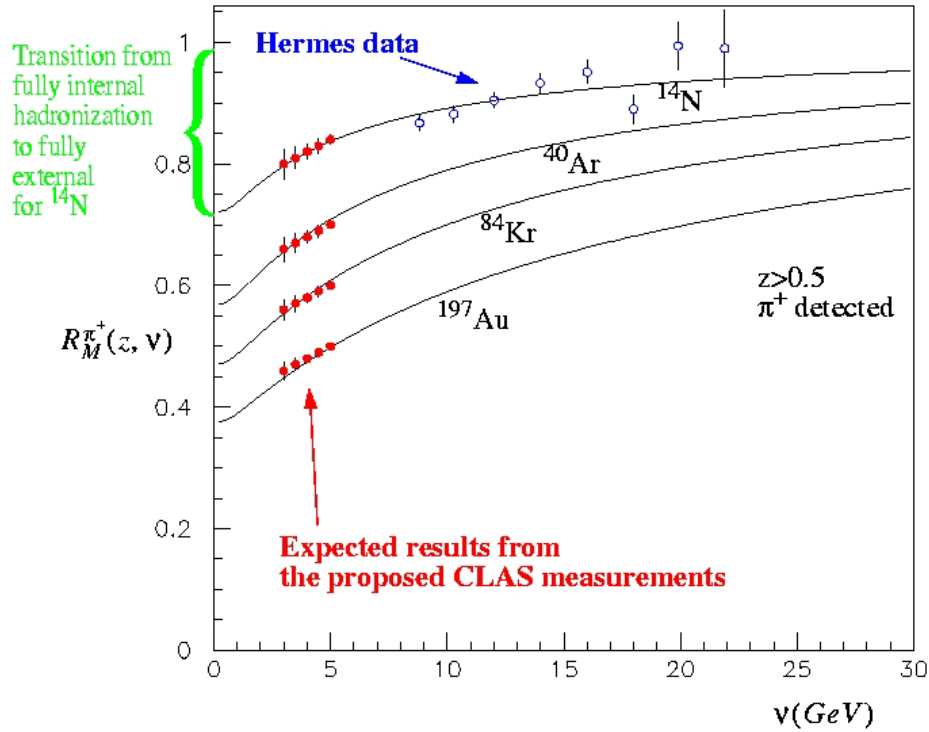 Transition from
fully internal
hadronization
to fully
external
for ¹⁴N
Hermes data
¹⁴N
⁴⁰Ar
⁸⁴Kr
¹⁹⁷Au
z>0.5
π⁺ detected
R_M^π⁺(z, ν)
Expected results from
the proposed CLAS measurements
1
0.8
0.6
0.4
0.2
0
0 5 10 15 20 25 30
ν(GeV)